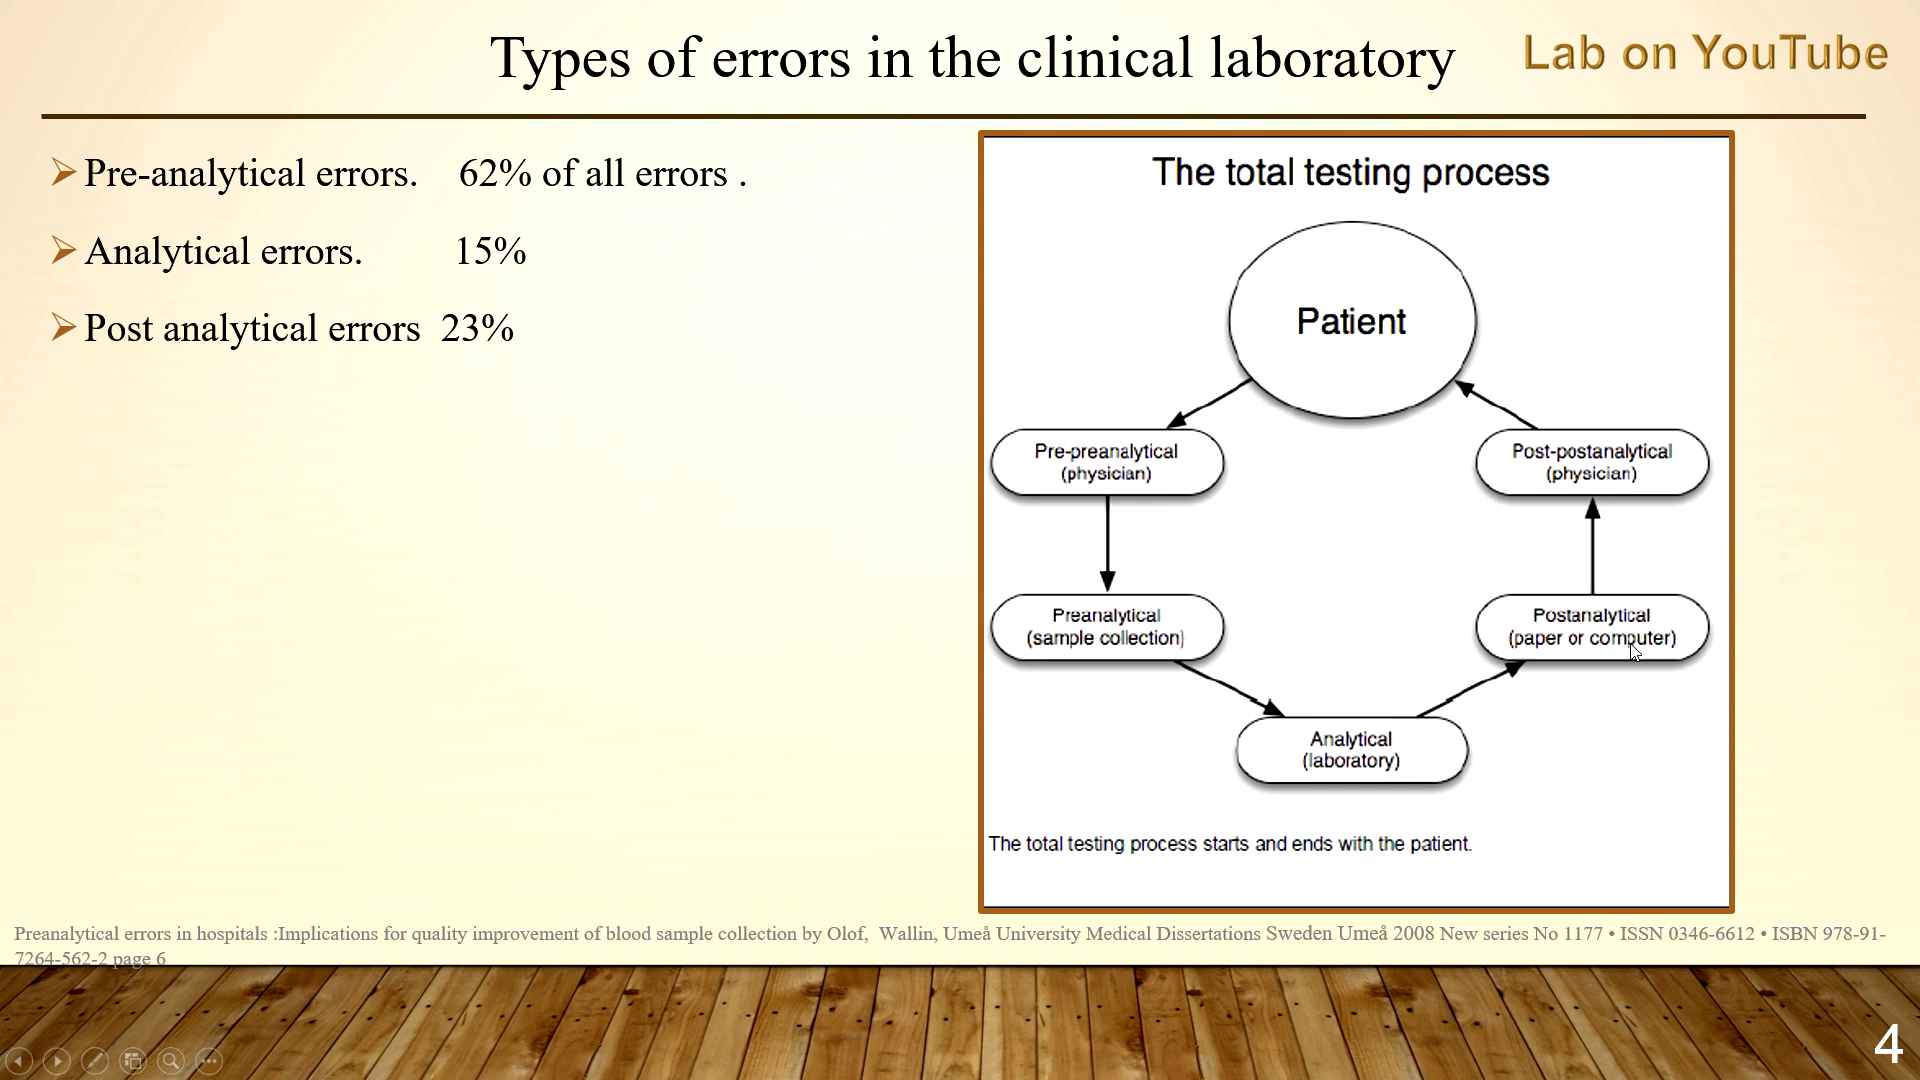 Types of errors in the clinical laboratory
Lab on YouTube
Pre-analytical errors. 62% of all errors .
Analytical errors. 15%
Post analytical errors 23%
The total testing process
Patient
Pre-preanalytical
(physician)
Post-postanalytical
(physician)
Preanalytical
(sample collection)
Postanalytical
(paper or computer)
Analytical
(laboratory)
The total testing process starts and ends with the patient.
Preanalytical errors in hospitals :Implications for quality improvement of blood sample collection by Olof, Wallin, Umeå University Medical Dissertations Sweden Umeå 2008 New series No 1177 • ISSN 0346-6612 • ISBN 978-91-
7264-562-2 page 6
4